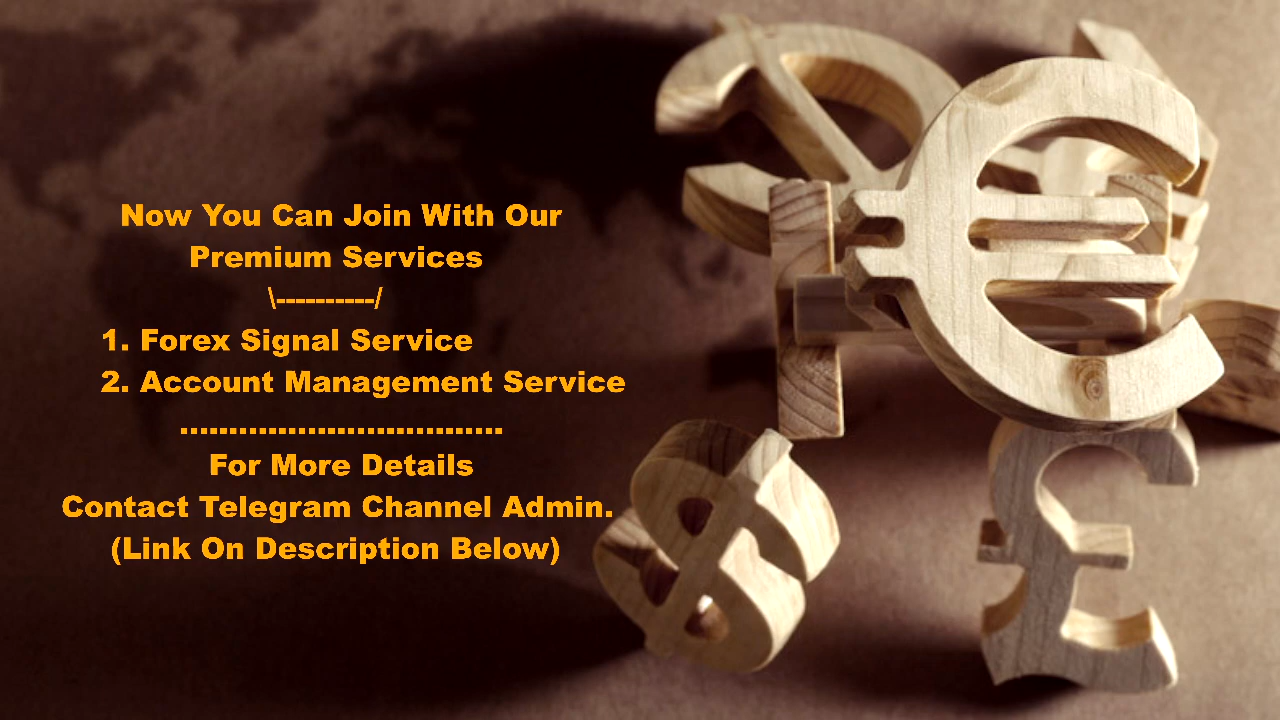 Now You Can Join With Our
Premium Services
\----------/
1. Forex Signal Service
2. Account Management Service
.................................
For More Details
Contact Telegram Channel Admin.
(Link On Description Below)